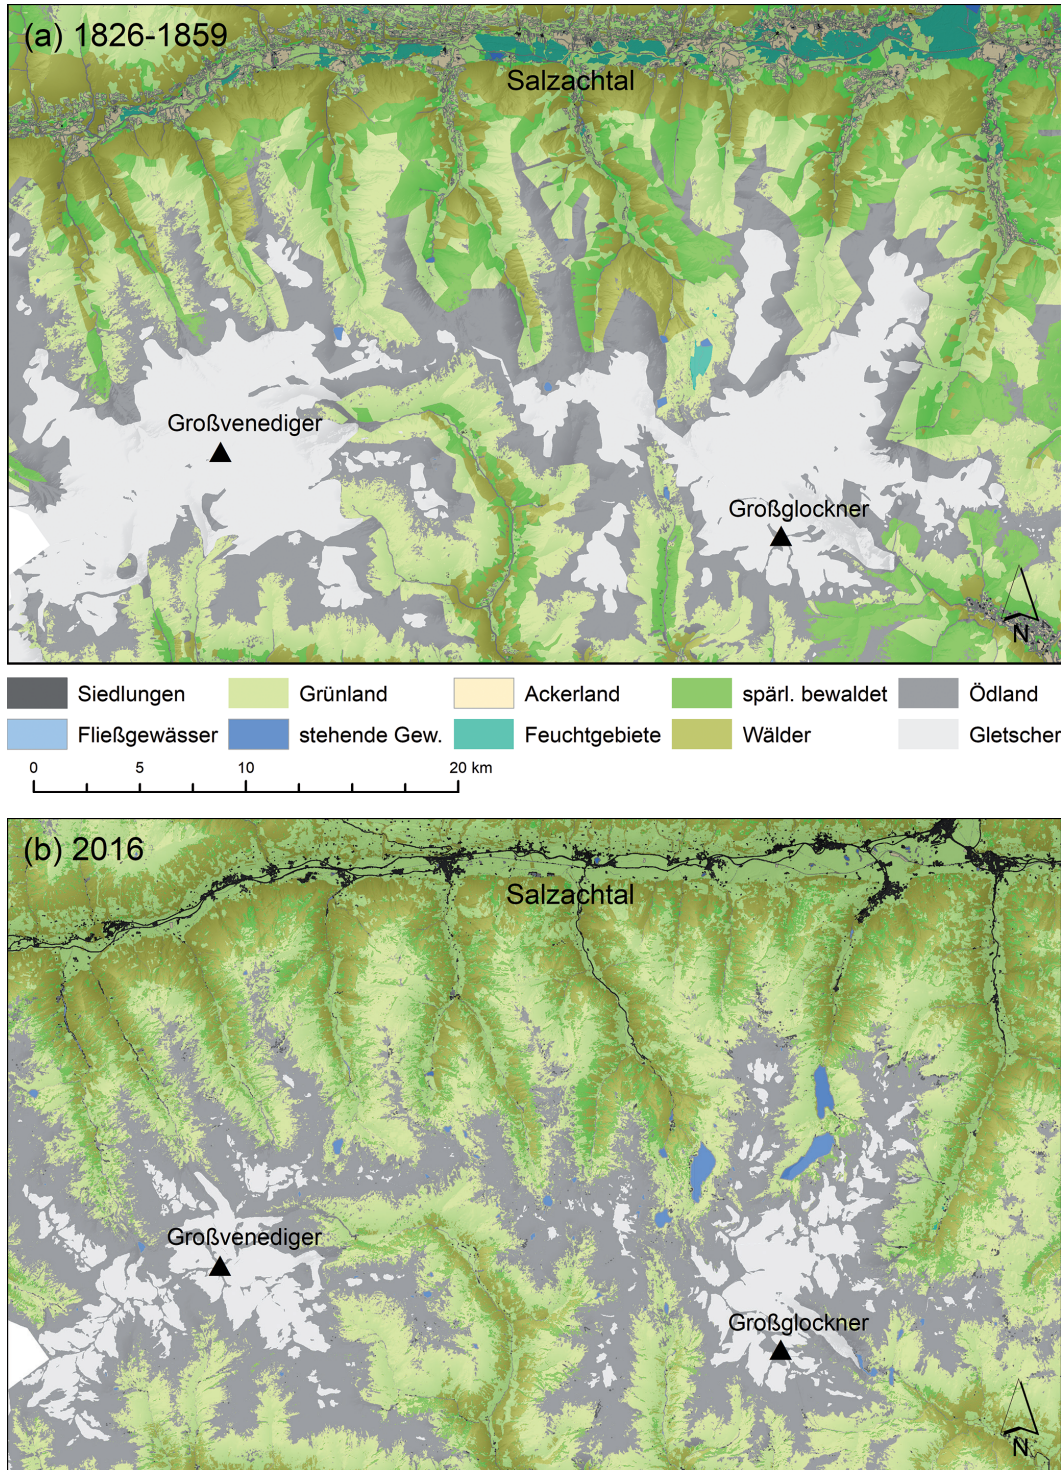 (a) 1826-1859
Salzachtal
Großvenediger
Großglockner
N
Siedlungen
Grünland
Ackerland
spärl. bewaldet
Ödland
Fließgewässer
stehende Gew.
Feuchtgebiete
Wälder
Gletscher
0 5 10 20 km
(b) 2016
Salzachtal
Großvenediger
Großglockner
N